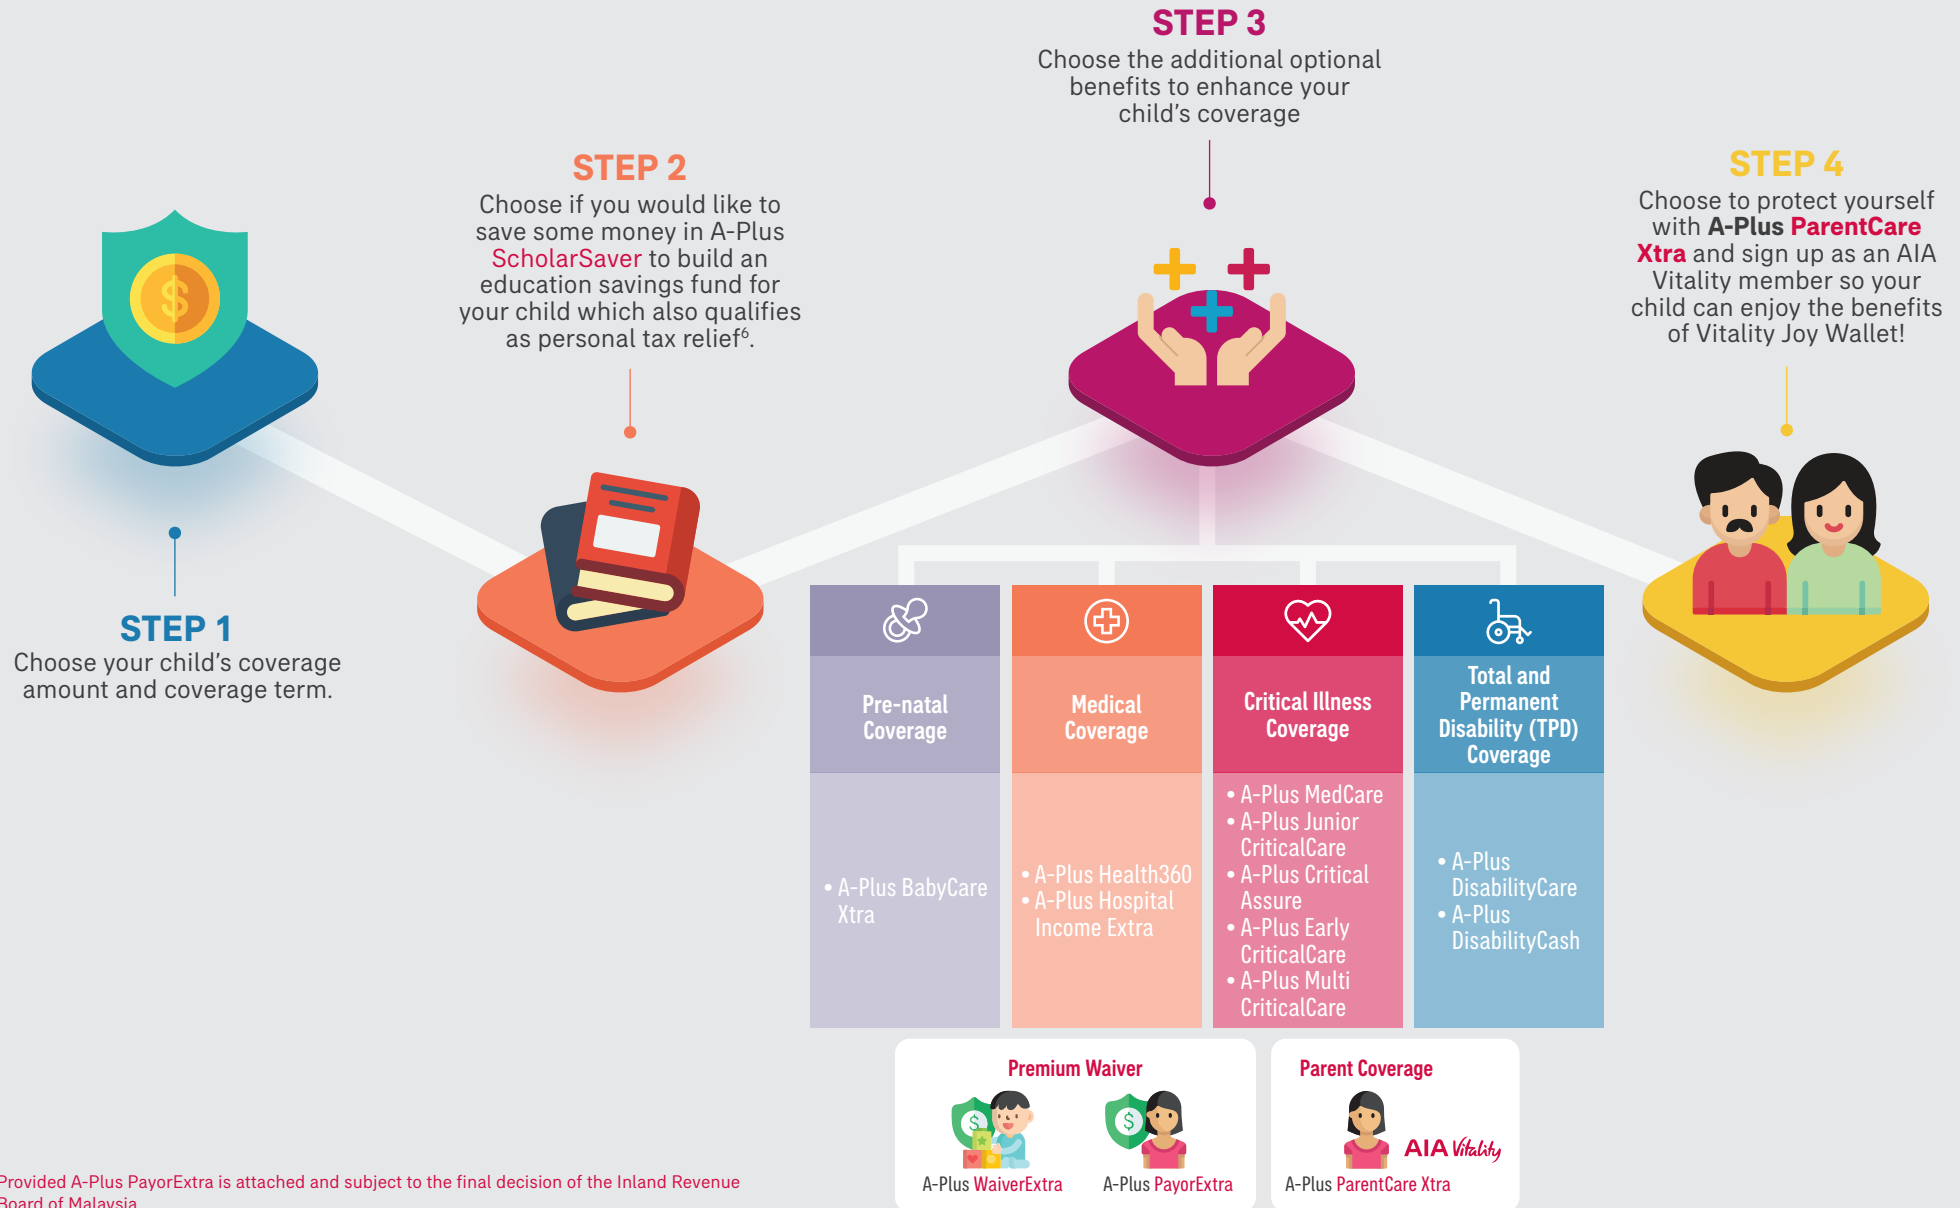 STEP 1
Choose your child's coverage
amount and coverage term.
STEP 2
Choose if you would like to
save some money in A-Plus
ScholarSaver to build an
education savings fund for
your child which also qualifies
as personal tax relief⁶.
STEP 3
Choose the additional optional
benefits to enhance your
child's coverage
STEP 4
Choose to protect yourself
with A-Plus ParentCare
Xtra and sign up as an AIA
Vitality member so your
child can enjoy the benefits
of Vitality Joy Wallet!
Pre-natal
Coverage
• A-Plus BabyCare
Xtra
Medical
Coverage
• A-Plus Health360
• A-Plus Hospital
Income Extra
Critical Illness
Coverage
• A-Plus MedCare
• A-Plus Junior
CriticalCare
• A-Plus Critical
Assure
• A-Plus Early
CriticalCare
• A-Plus Multi
CriticalCare
Total and
Permanent
Disability (TPD)
Coverage
• A-Plus
DisabilityCare
• A-Plus
DisabilityCash
Premium Waiver
A-Plus WaiverExtra
A-Plus PayorExtra
Parent Coverage
AIA Vitality
A-Plus ParentCare Xtra
Provided A-Plus PayorExtra is attached and subject to the final decision of the Inland Revenue
Board of Malaysia